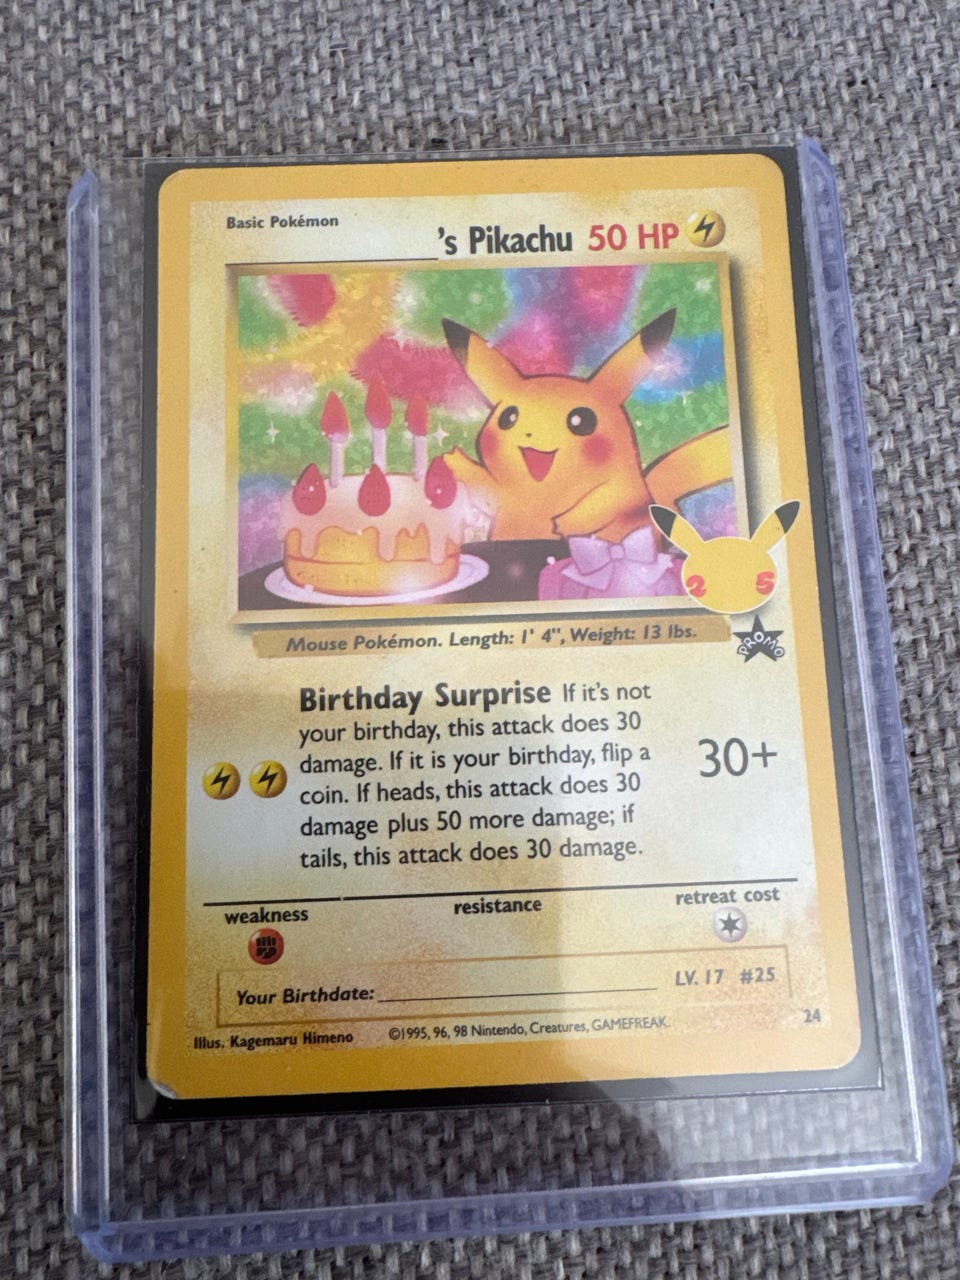 Basic Pokémon
_____________'s Pikachu 50 HP
25
Mouse Pokémon. Length: 1' 4", Weight: 13 lbs.
PROMO
Birthday Surprise If it's not
your birthday, this attack does 30
damage. If it is your birthday, flip a
coin. If heads, this attack does 30
damage plus 50 more damage; if
tails, this attack does 30 damage.
30+
weakness resistance retreat cost
LV. 17 #25
Your Birthdate:_____________
24
Illus. Kagemaru Himeno ©1995, 96, 98 Nintendo, Creatures, GAMEFREAK.